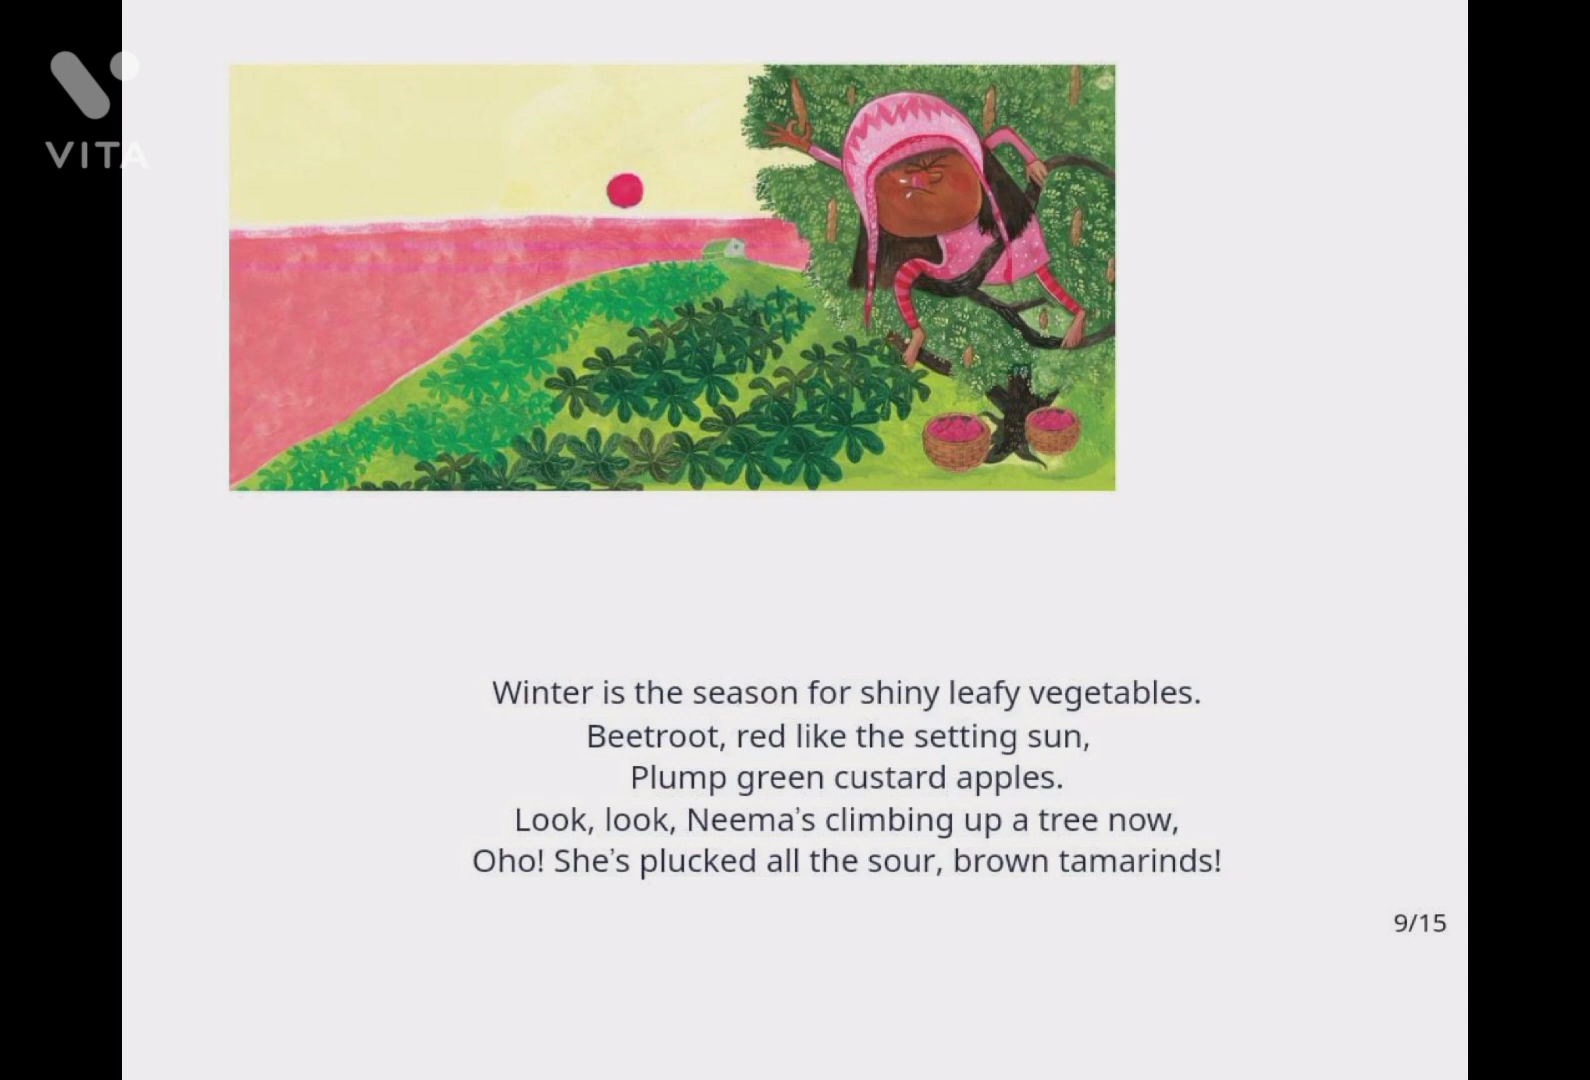 VITA
Winter is the season for shiny leafy vegetables.
Beetroot, red like the setting sun,
Plump green custard apples.
Look, look, Neema's climbing up a tree now,
Oho! She's plucked all the sour, brown tamarinds!
9/15